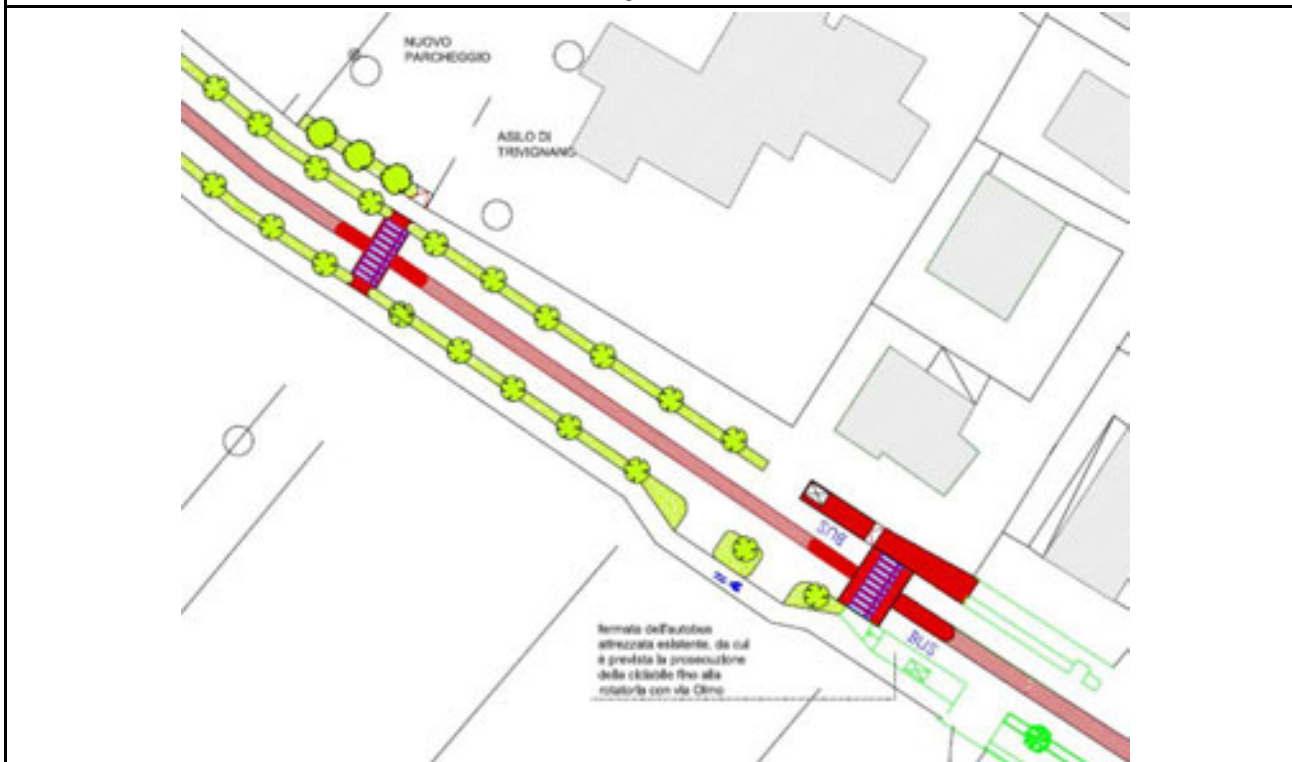 NUOVO
PARCHEGGIO
ASILO DI
TRIVIGNANO
BUS
BUS
fermata dell'autobus
attrezzata esistente, da cui
è prevista la prosecuzione
della ciclabile fino alla
rotatoria con via Olmo